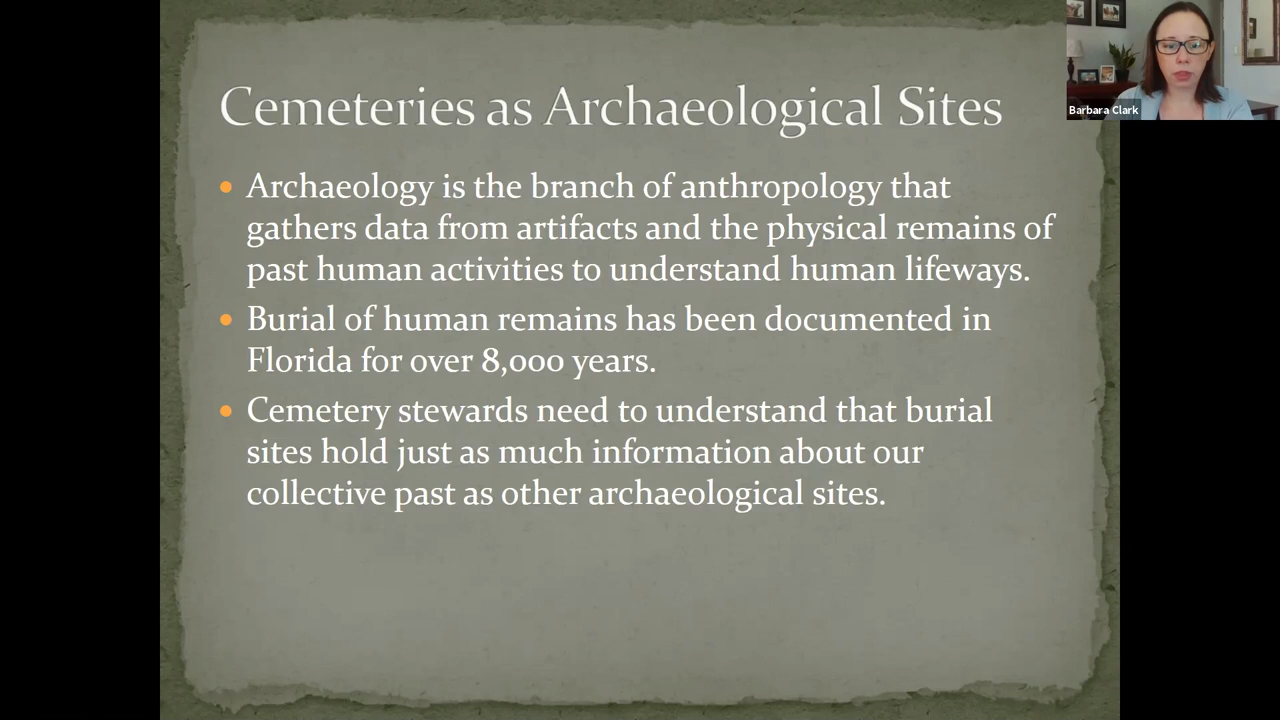 Cemeteries as Archaeological Sites
Barbara Clark
• Archaeology is the branch of anthropology that
gathers data from artifacts and the physical remains of
past human activities to understand human lifeways.
• Burial of human remains has been documented in
Florida for over 8,000 years.
• Cemetery stewards need to understand that burial
sites hold just as much information about our
collective past as other archaeological sites.